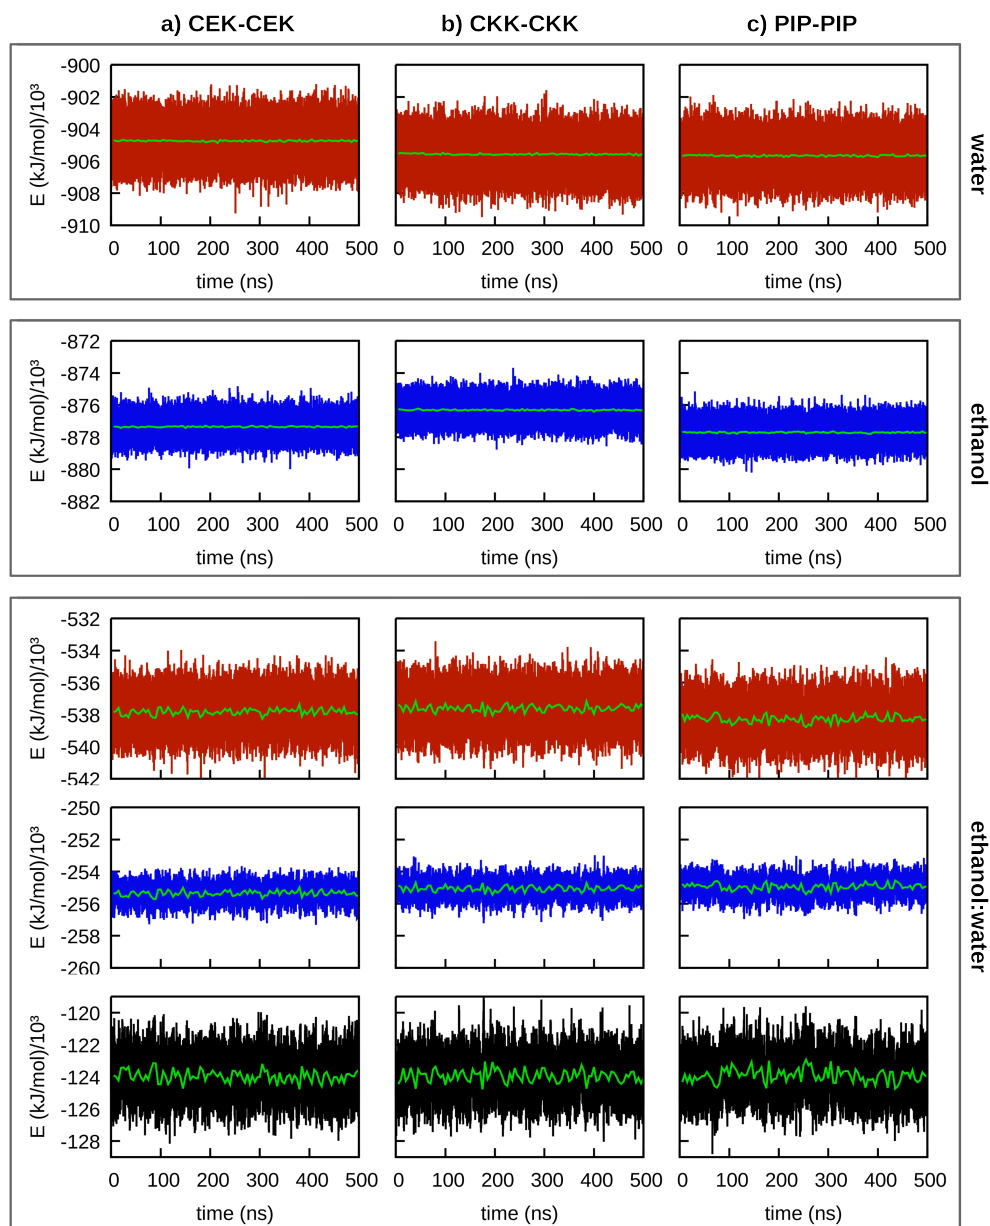 a) CEK-CEK b) CKK-CKK c) PIP-PIP
water
E (kJ/mol)/10³
-900
-902
-904
-906
-908
-910
0 100 200 300 400 500 0 100 200 300 400 500 0 100 200 300 400 500
time (ns) time (ns) time (ns)
ethanol
E (kJ/mol)/10³
-872
-874
-876
-878
-880
-882
0 100 200 300 400 500 0 100 200 300 400 500 0 100 200 300 400 500
time (ns) time (ns) time (ns)
ethanol:water
E (kJ/mol)/10³
-532
-534
-536
-538
-540
-542
E (kJ/mol)/10³
-250
-252
-254
-256
-258
-260
E (kJ/mol)/10³
-120
-122
-124
-126
-128
0 100 200 300 400 500 0 100 200 300 400 500 0 100 200 300 400 500
time (ns) time (ns) time (ns)